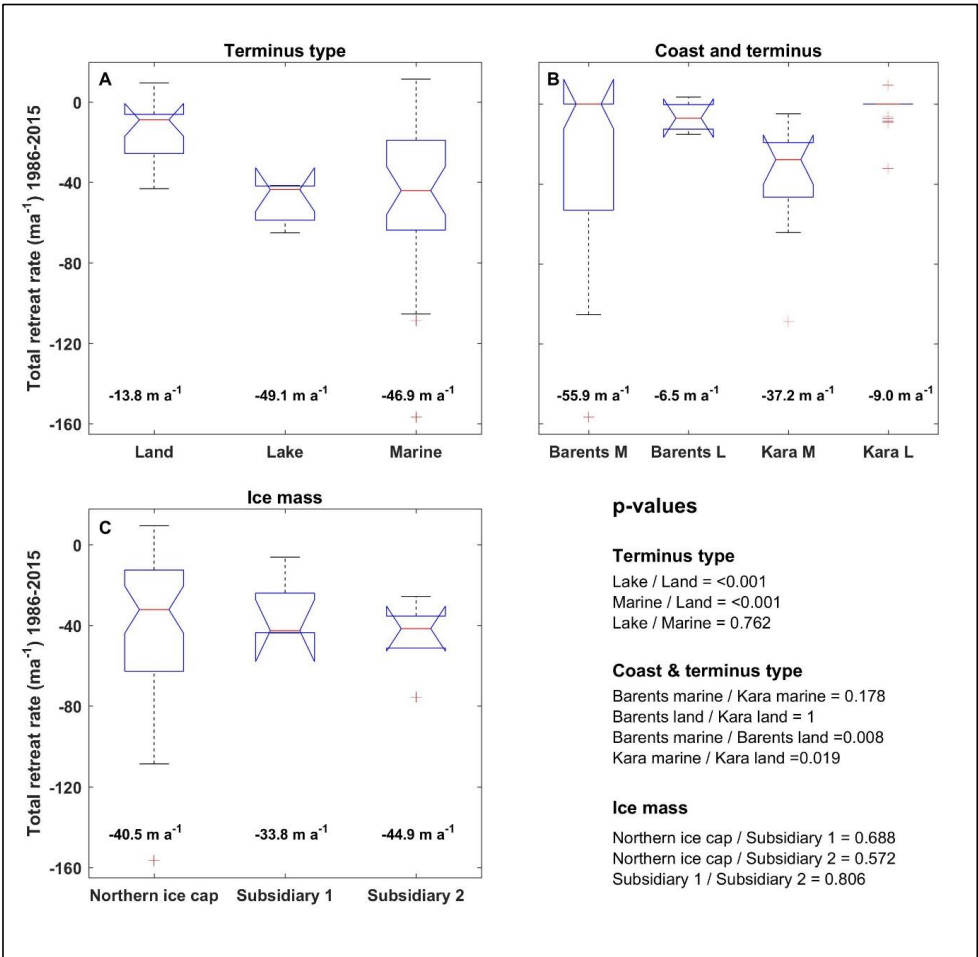 Terminus type
A
Total retreat rate (ma⁻¹) 1986-2015
0
-40
-80
-120
-160
-13.8 m a⁻¹
-49.1 m a⁻¹
-46.9 m a⁻¹
Land
Lake
Marine
Coast and terminus
B
-55.9 m a⁻¹
-6.5 m a⁻¹
-37.2 m a⁻¹
-9.0 m a⁻¹
Barents M
Barents L
Kara M
Kara L
Ice mass
C
Total retreat rate (ma⁻¹) 1986-2015
0
-40
-80
-120
-160
-40.5 m a⁻¹
-33.8 m a⁻¹
-44.9 m a⁻¹
Northern ice cap
Subsidiary 1
Subsidiary 2
p-values
Terminus type
Lake / Land = <0.001
Marine / Land = <0.001
Lake / Marine = 0.762
Coast & terminus type
Barents marine / Kara marine = 0.178
Barents land / Kara land = 1
Barents marine / Barents land =0.008
Kara marine / Kara land =0.019
Ice mass
Northern ice cap / Subsidiary 1 = 0.688
Northern ice cap / Subsidiary 2 = 0.572
Subsidiary 1 / Subsidiary 2 = 0.806